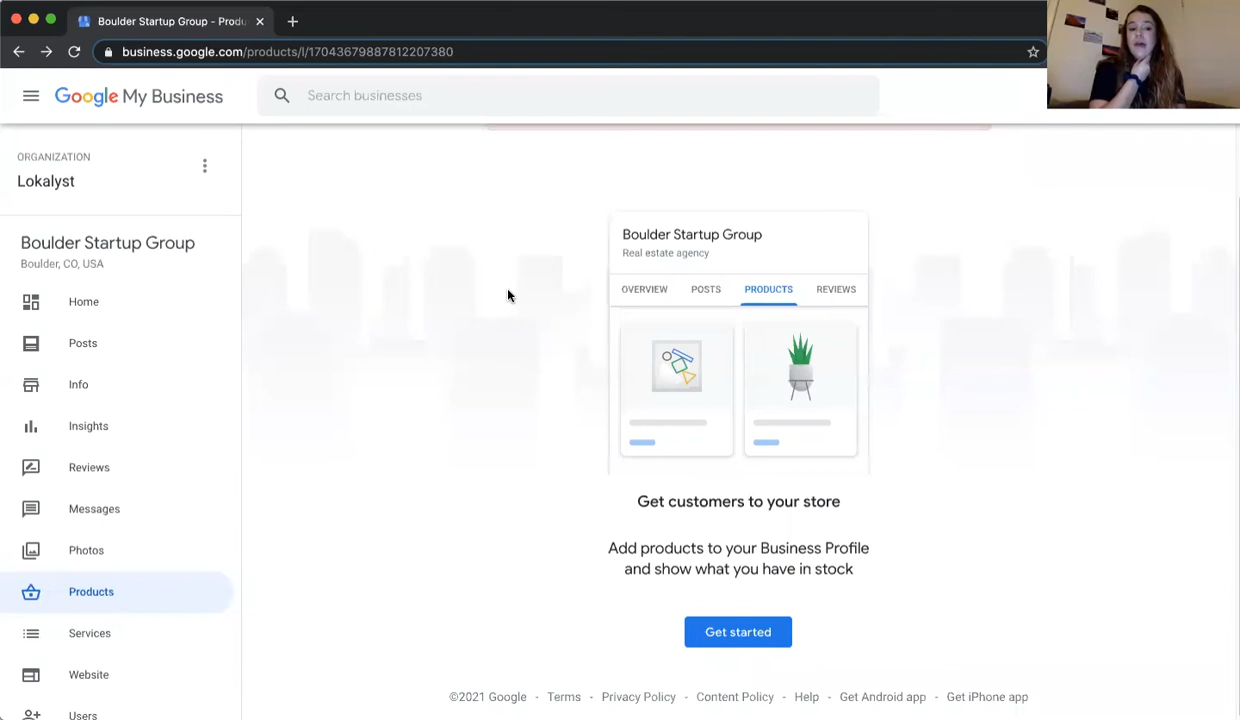 Boulder Startup Group - Produ
business.google.com/products/l/17043679887812207380
Google My Business
Search businesses
ORGANIZATION
Lokalyst
Boulder Startup Group
Boulder, CO, USA
Home
Posts
Info
Insights
Reviews
Messages
Photos
Products
Services
Website
Users
Boulder Startup Group
Real estate agency
OVERVIEW POSTS PRODUCTS REVIEWS
Get customers to your store
Add products to your Business Profile
and show what you have in stock
Get started
©2021 Google - Terms - Privacy Policy - Content Policy - Help - Get Android app - Get iPhone app